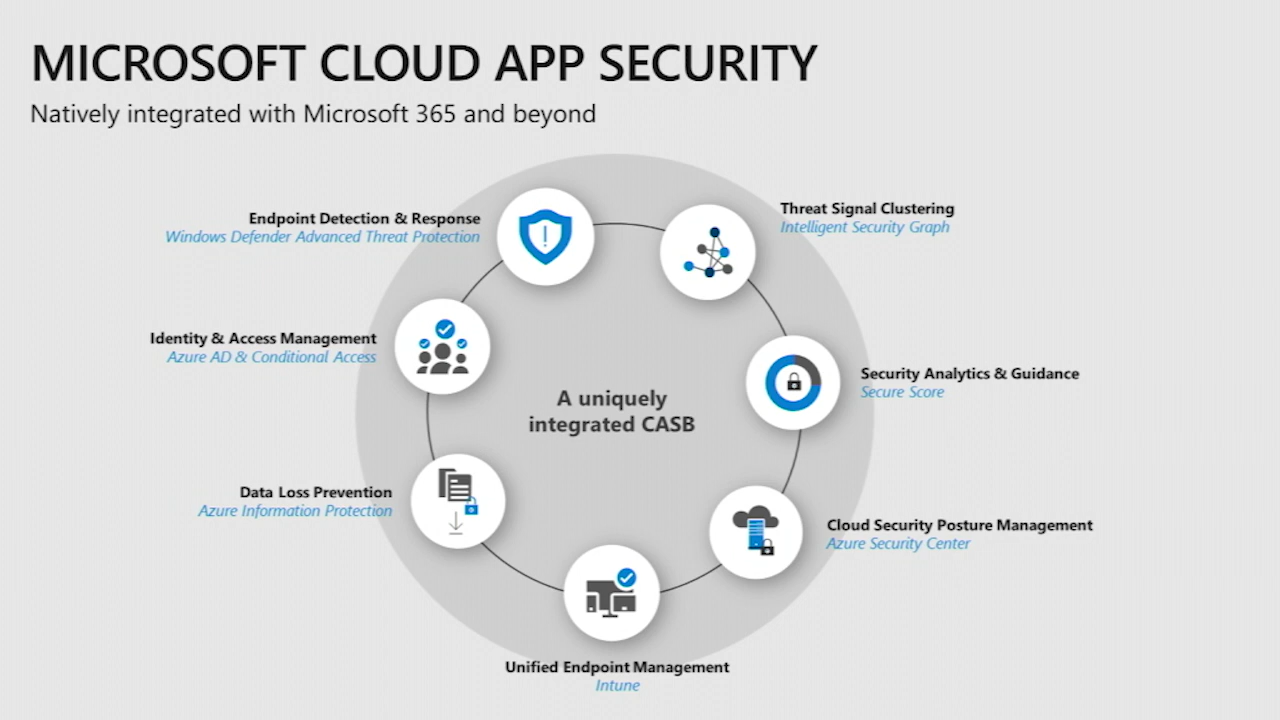 MICROSOFT CLOUD APP SECURITY
Natively integrated with Microsoft 365 and beyond
Endpoint Detection & Response
Windows Defender Advanced Threat Protection
Threat Signal Clustering
Intelligent Security Graph
Identity & Access Management
Azure AD & Conditional Access
Security Analytics & Guidance
Secure Score
A uniquely
integrated CASB
Data Loss Prevention
Azure Information Protection
Cloud Security Posture Management
Azure Security Center
Unified Endpoint Management
Intune